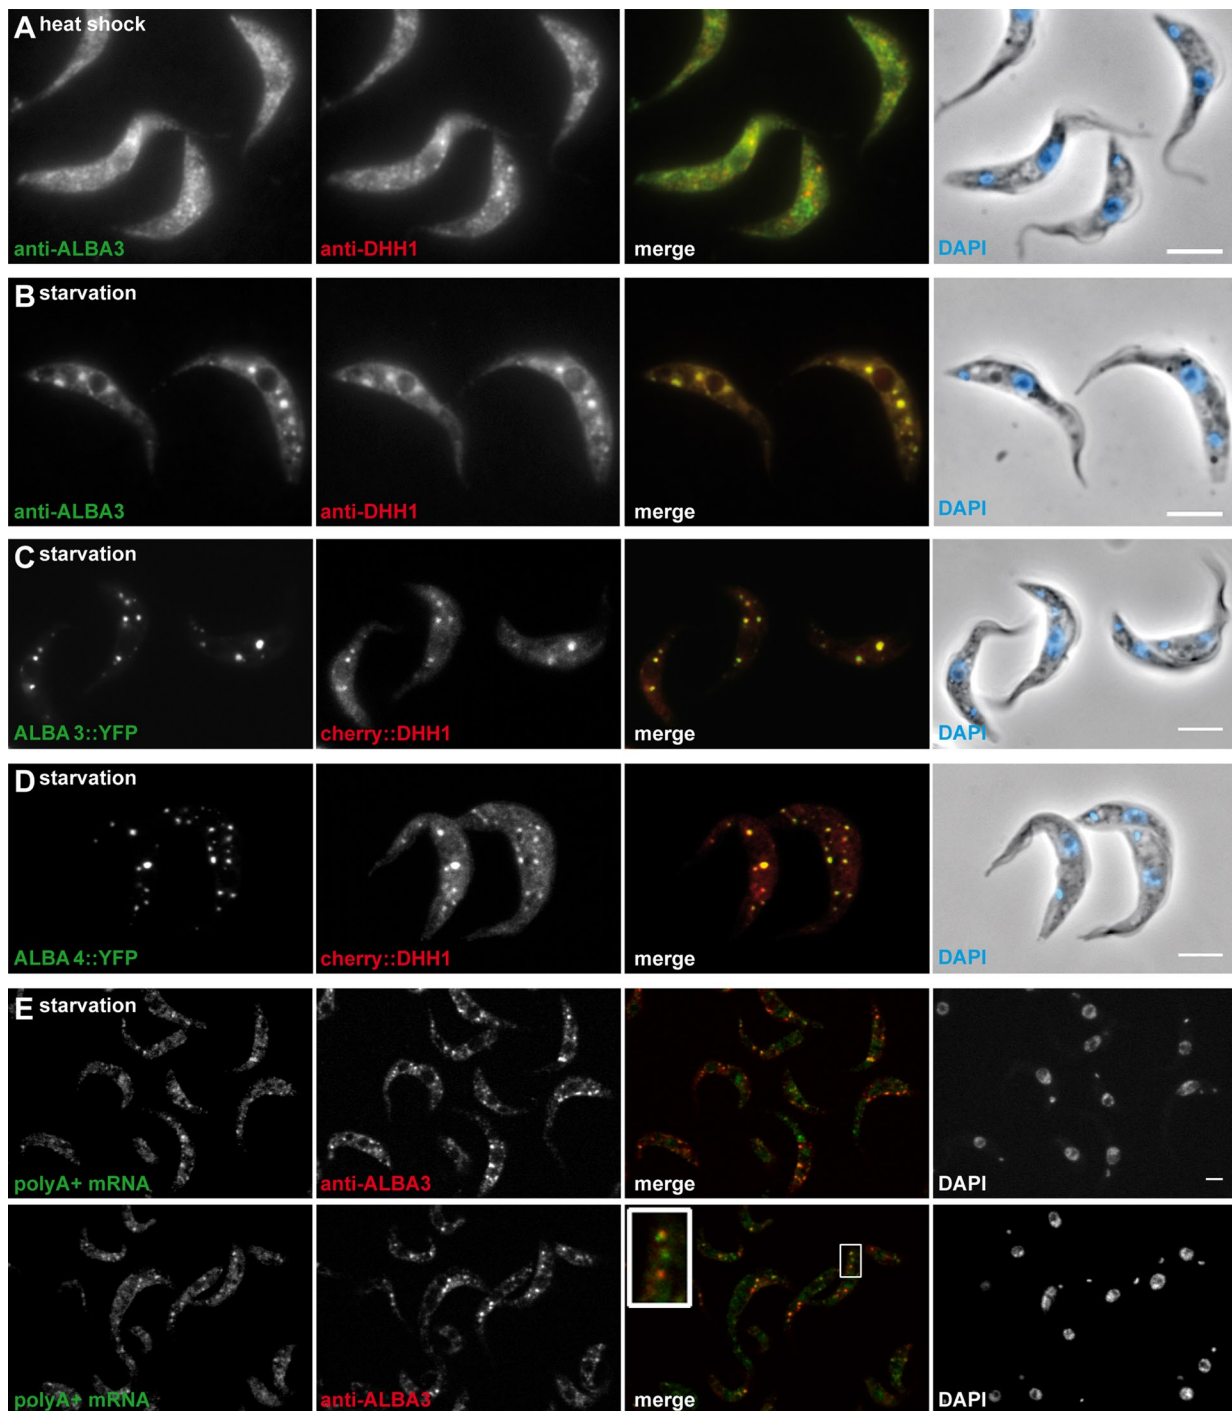 A heat shock
anti-ALBA3 anti-DHH1 merge DAPI
B starvation
anti-ALBA3 anti-DHH1 merge DAPI
C starvation
ALBA 3::YFP cherry::DHH1 merge DAPI
D starvation
ALBA 4::YFP cherry::DHH1 merge DAPI
E starvation
polyA+ mRNA anti-ALBA3 merge DAPI
polyA+ mRNA anti-ALBA3 merge DAPI